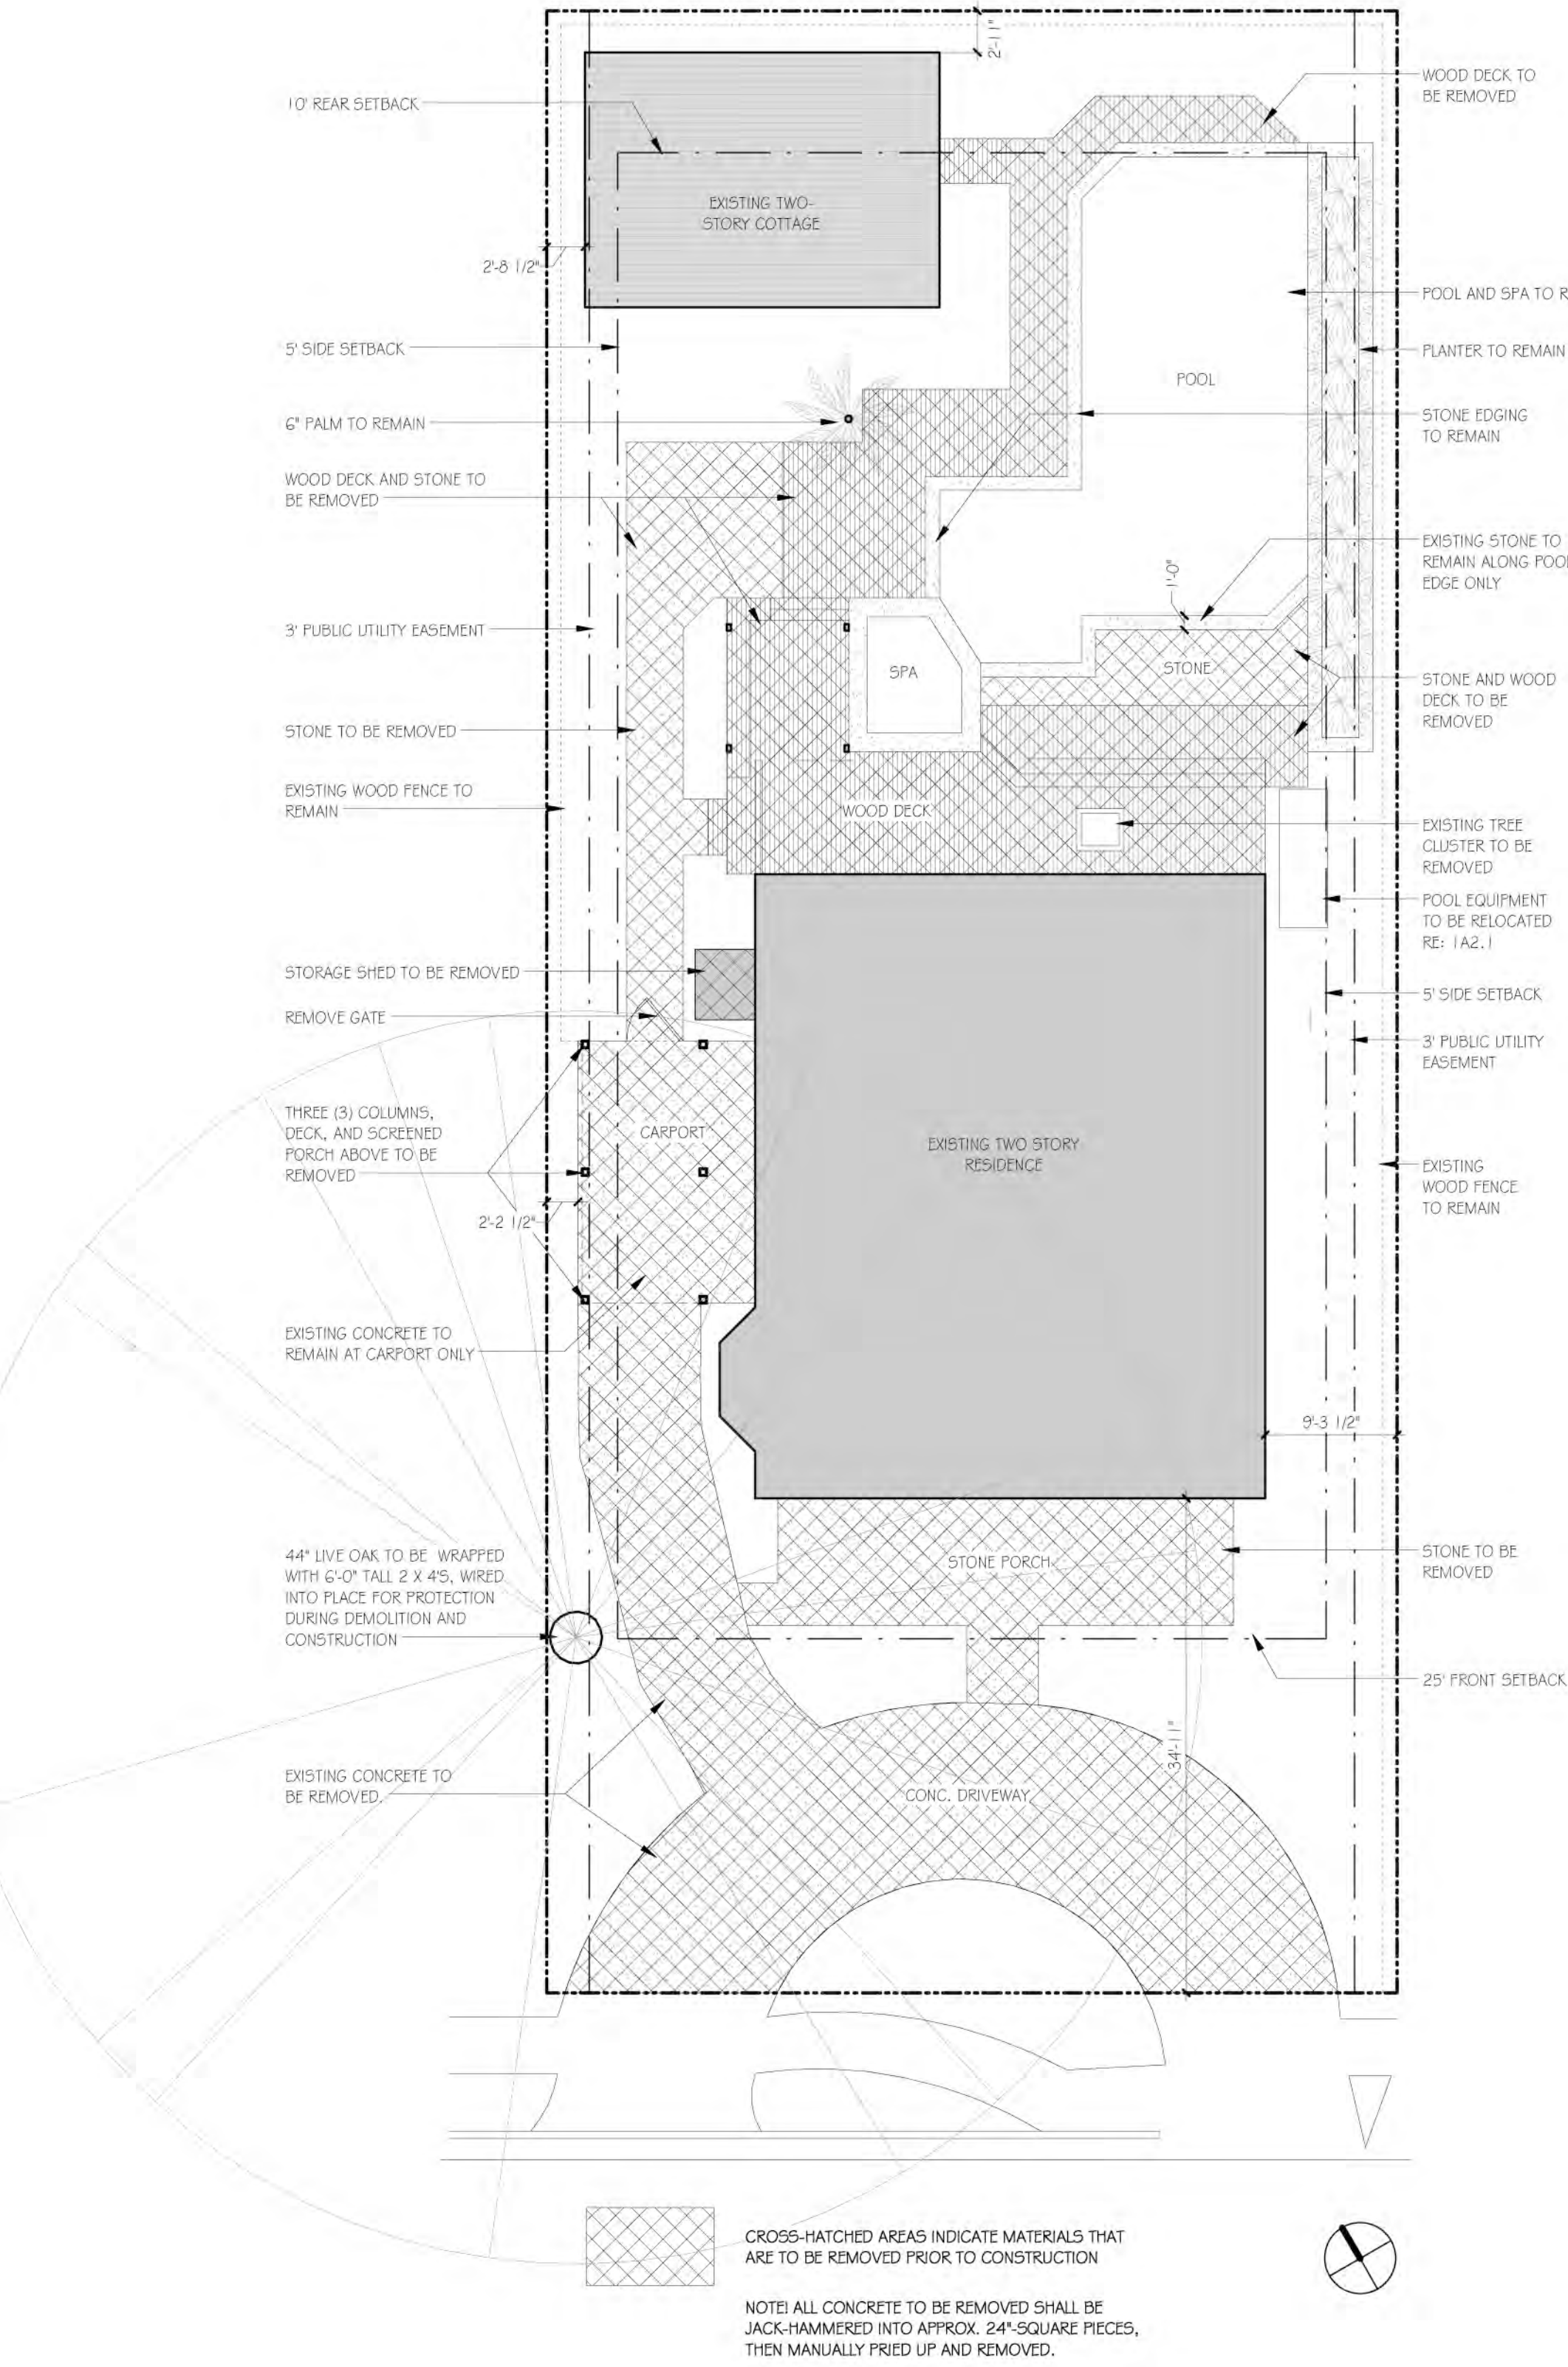 2'-11"
10' REAR SETBACK
EXISTING TWO-
STORY COTTAGE
2'-8 1/2"
5' SIDE SETBACK
6" PALM TO REMAIN
WOOD DECK AND STONE TO
BE REMOVED
3' PUBLIC UTILITY EASEMENT
STONE TO BE REMOVED
EXISTING WOOD FENCE TO
REMAIN
STORAGE SHED TO BE REMOVED
REMOVE GATE
THREE (3) COLUMNS,
DECK, AND SCREENED
PORCH ABOVE TO BE
REMOVED
2'-2 1/2"
EXISTING CONCRETE TO
REMAIN AT CARPORT ONLY
44" LIVE OAK TO BE WRAPPED
WITH 6'-0" TALL 2 X 4'S, WIRED
INTO PLACE FOR PROTECTION
DURING DEMOLITION AND
CONSTRUCTION
EXISTING CONCRETE TO
BE REMOVED.
POOL
1'-0"
SPA
STONE
WOOD DECK
CARPORT
EXISTING TWO STORY
RESIDENCE
9'-3 1/2"
STONE PORCH
34'-11"
CONC. DRIVEWAY
WOOD DECK TO
BE REMOVED
POOL AND SPA TO R
PLANTER TO REMAIN
STONE EDGING
TO REMAIN
EXISTING STONE TO
REMAIN ALONG POOL
EDGE ONLY
STONE AND WOOD
DECK TO BE
REMOVED
EXISTING TREE
CLUSTER TO BE
REMOVED
POOL EQUIPMENT
TO BE RELOCATED
RE: 1A2.1
5' SIDE SETBACK
3' PUBLIC UTILITY
EASEMENT
EXISTING
WOOD FENCE
TO REMAIN
STONE TO BE
REMOVED
25' FRONT SETBACK
CROSS-HATCHED AREAS INDICATE MATERIALS THAT
ARE TO BE REMOVED PRIOR TO CONSTRUCTION
NOTE! ALL CONCRETE TO BE REMOVED SHALL BE
JACK-HAMMERED INTO APPROX. 24"-SQUARE PIECES,
THEN MANUALLY PRIED UP AND REMOVED.